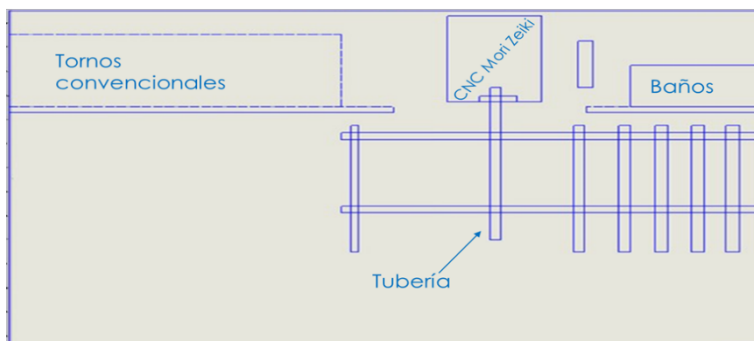 Tornos
convencionales
CNC Mori Zeiki
Baños
Tubería